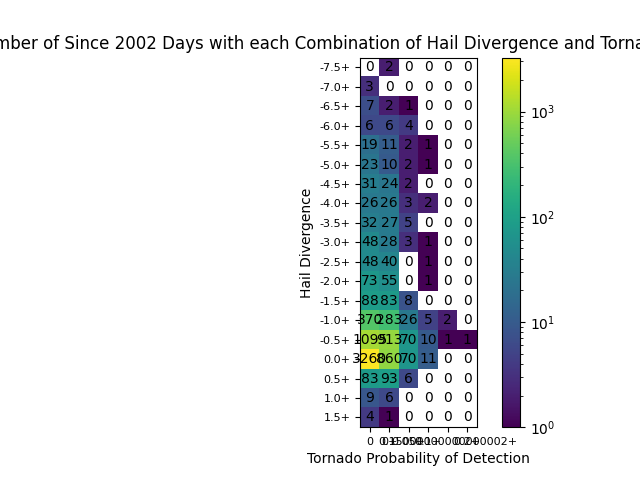 mber of Since 2002 Days with each Combination of Hail Divergence and Torna
-7.5+ 0 2 0 0 0 0
-7.0+ 3 0 0 0 0 0
-6.5+ 7 2 1 0 0 0
-6.0+ 6 6 4 0 0 0
-5.5+ 19 11 2 1 0 0
-5.0+ 23 10 2 1 0 0
-4.5+ 31 24 2 0 0 0
-4.0+ 26 26 3 2 0 0
-3.5+ 32 27 5 0 0 0
-3.0+ 48 28 3 1 0 0
-2.5+ 48 40 0 1 0 0
-2.0+ 73 55 0 1 0 0
-1.5+ 88 83 8 0 0 0
-1.0+ 370 283 26 5 2 0
-0.5+ 1095 913 70 10 1 1
0.0+ 3260 860 70 11 0 0
0.5+ 83 93 6 0 0 0
1.0+ 9 6 0 0 0 0
1.5+ 4 1 0 0 0 0
0
Tornado Probability of Detection
Hail Divergence
10³
10²
10¹
10⁰